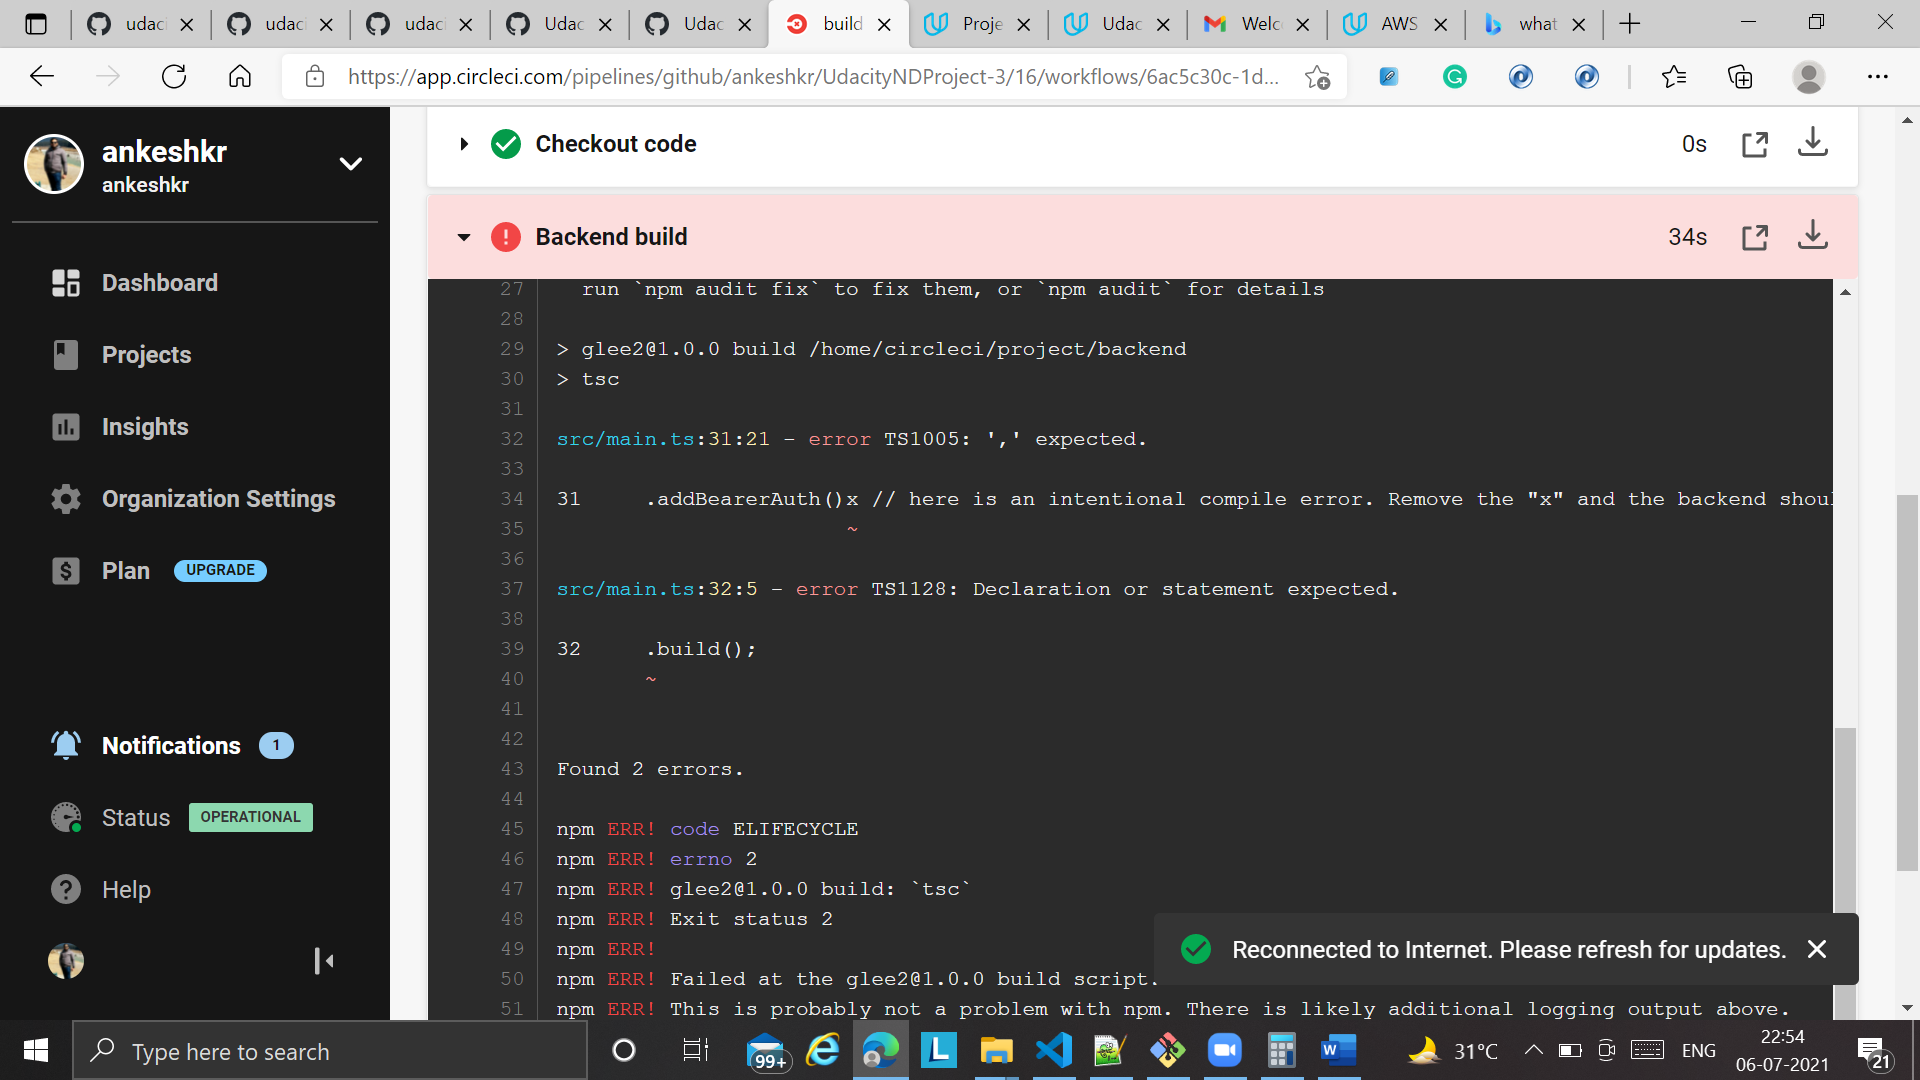 udaci
udaci
udaci
Udac
Udac
build
Proje
Udac
Welc
AWS
what
https://app.circleci.com/pipelines/github/ankeshkr/UdacityNDProject-3/16/workflows/6ac5c30c-1d...
ankeshkr
ankeshkr
Dashboard
Projects
Insights
Organization Settings
Plan UPGRADE
Notifications 1
Status OPERATIONAL
Help
Checkout code 0s
Backend build 34s
27 run `npm audit fix` to fix them, or `npm audit` for details
28
29 > glee2@1.0.0 build /home/circleci/project/backend
30 > tsc
31
32 src/main.ts:31:21 - error TS1005: ',' expected.
33
34 31 .addBearerAuth()x // here is an intentional compile error. Remove the "x" and the backend shoul
35 ~
36
37 src/main.ts:32:5 - error TS1128: Declaration or statement expected.
38
39 32 .build();
40 ~
41
42
43 Found 2 errors.
44
45 npm ERR! code ELIFECYCLE
46 npm ERR! errno 2
47 npm ERR! glee2@1.0.0 build: `tsc`
48 npm ERR! Exit status 2
49 npm ERR!
50 npm ERR! Failed at the glee2@1.0.0 build script.
51 npm ERR! This is probably not a problem with npm. There is likely additional logging output above.
Reconnected to Internet. Please refresh for updates.
Type here to search
99+
31°C
ENG
22:54
06-07-2021
21